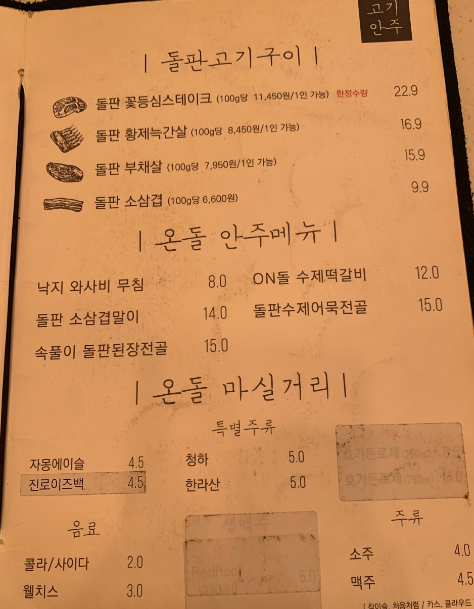 고기
안주
| 돌판고기구이 |
돌판 꽃등심스테이크 (100g당 11,450원/1인 가능) 한정수량 22.9
돌판 황제늑간살 (100g당 8,450원/1인 가능) 16.9
돌판 부채살 (100g당 7,950원/1인 가능) 15.9
돌판 소삼겹 (100g당 6,600원) 9.9
| 온돌 안주메뉴 |
낙지 와사비 무침 8.0 ON돌 수제떡갈비 12.0
돌판 소삼겹말이 14.0 돌판수제어묵전골 15.0
속풀이 돌판된장전골 15.0
| 온돌 마실거리 |
특별주류
자몽에이슬 4.5 청하 5.0
진로이즈백 4.5 한라산 5.0
음료 주류
콜라/사이다 2.0 소주 4.0
웰치스 3.0 맥주 4.5
처음처럼 / 카스, 클라우드